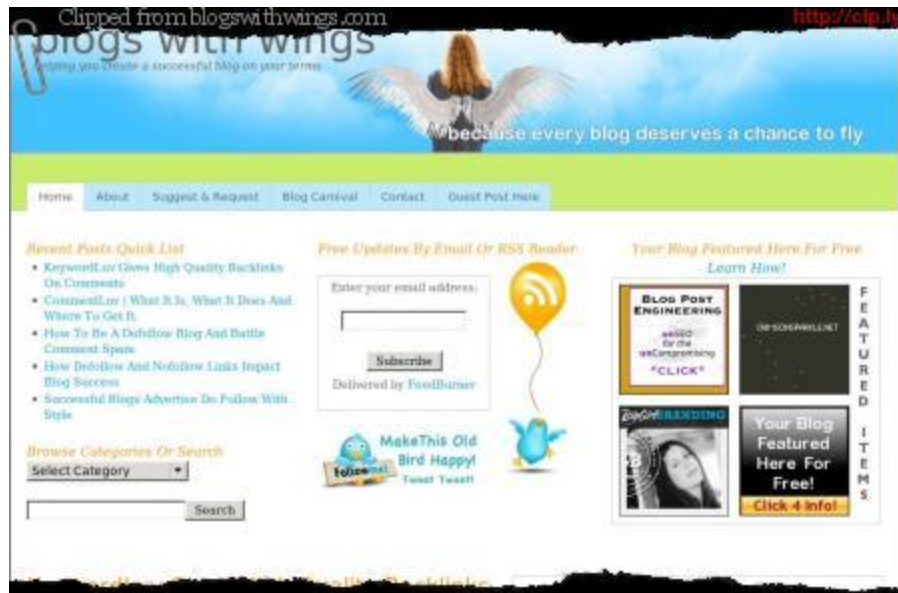 Clipped from blogswithwings.com
http://clp.ly
blogs with wings
helping you create a successful blog on your terms
because every blog deserves a chance to fly
Home About Suggest & Request Blog Carnival Contact Guest Post Here
Recent Posts Quick List
KeywordLuv Gives High Quality Backlinks
On Comments
CommentLuv | What It Is, What It Does And
Where To Get It
How To Be A Dofollow Blog And Battle
Comment Spam
How Dofollow And Nofollow Links Impact
Blog Success
Successful Blogs Advertise Do Follow With
Style
Browse Categories Or Search
Select Category
Search
Free Updates By Email Or RSS Reader
Enter your email address:
Subscribe
Delivered by FeedBurner
Follow me!
MakeThis Old
Bird Happy!
Tweet Tweet!
Your Blog Featured Here For Free
Learn How!
BLOG POST
ENGINEERING
unSEO
for the
unCompromising
*CLICK*
BRANDING
Your Blog
Featured
Here For
Free!
Click 4 Info!
FEATURED ITEMS